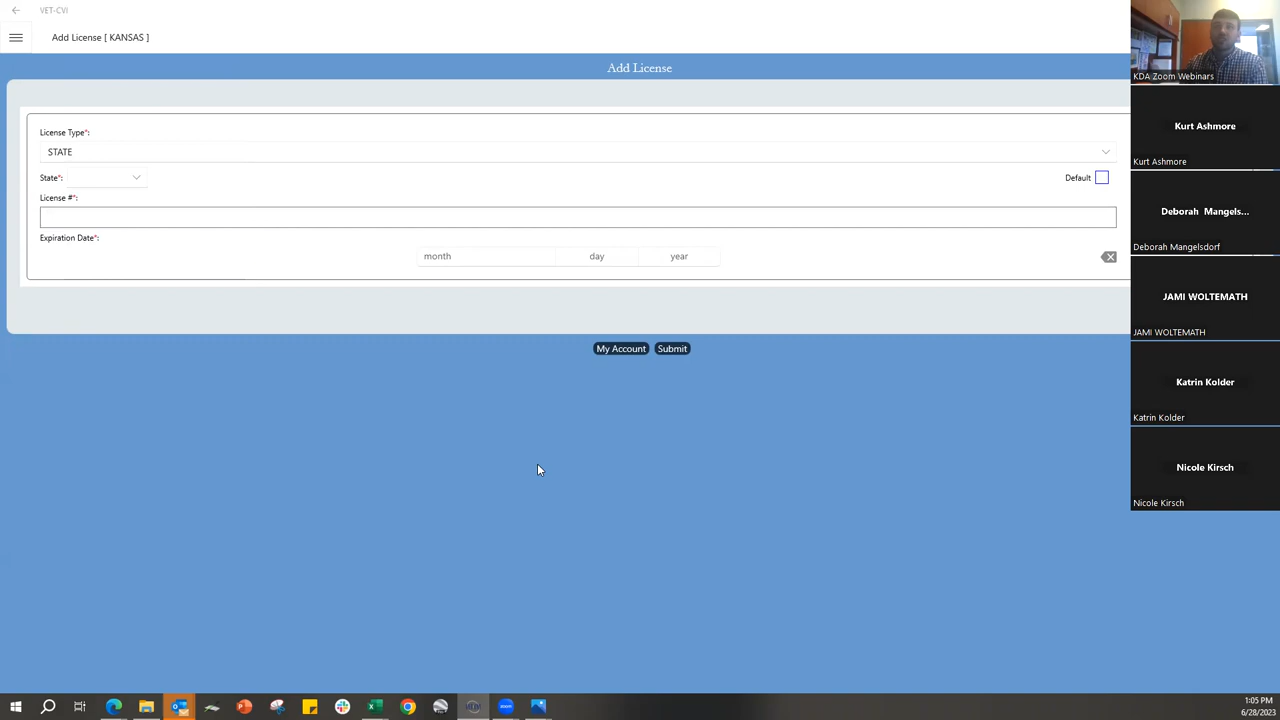 VET-CVI
Add License [ KANSAS ]
Add License
License Type*:
STATE
State*:
Default
License #*:
Expiration Date*:
month day year
My Account Submit
KDA Zoom Webinars
Kurt Ashmore
Kurt Ashmore
Deborah Mangels...
Deborah Mangelsdorf
JAMI WOLTEMATH
JAMI WOLTEMATH
Katrin Kolder
Katrin Kolder
Nicole Kirsch
Nicole Kirsch
1:05 PM
6/28/2023